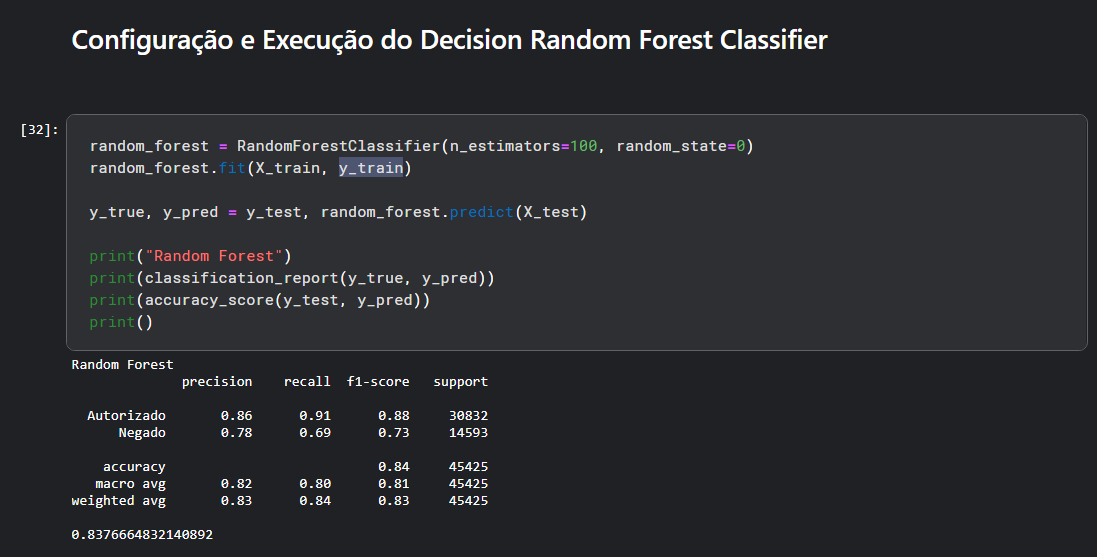 Configuração e Execução do Decision Random Forest Classifier
[32]:
random_forest = RandomForestClassifier(n_estimators=100, random_state=0)
random_forest.fit(X_train, y_train)
y_true, y_pred = y_test, random_forest.predict(X_test)
print("Random Forest")
print(classification_report(y_true, y_pred))
print(accuracy_score(y_test, y_pred))
print()
Random Forest
precision recall f1-score support
Autorizado 0.86 0.91 0.88 30832
Negado 0.78 0.69 0.73 14593
accuracy 0.84 45425
macro avg 0.82 0.80 0.81 45425
weighted avg 0.83 0.84 0.83 45425
0.8376664832140892